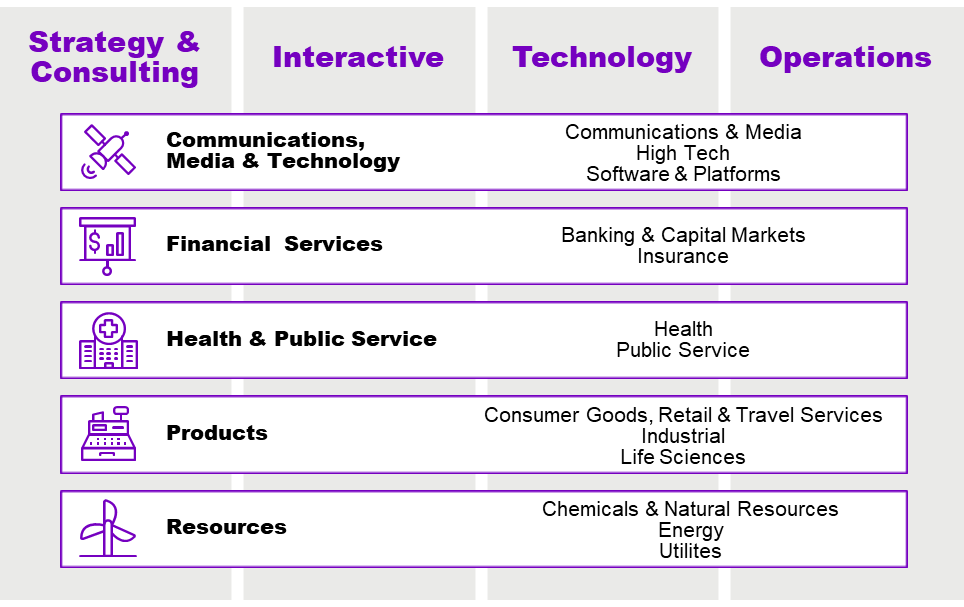 Strategy &
Consulting
Interactive
Technology
Operations
Communications,
Media & Technology
Communications & Media
High Tech
Software & Platforms
$
Financial Services
Banking & Capital Markets
Insurance
Health & Public Service
Health
Public Service
Products
Consumer Goods, Retail & Travel Services
Industrial
Life Sciences
Resources
Chemicals & Natural Resources
Energy
Utilites